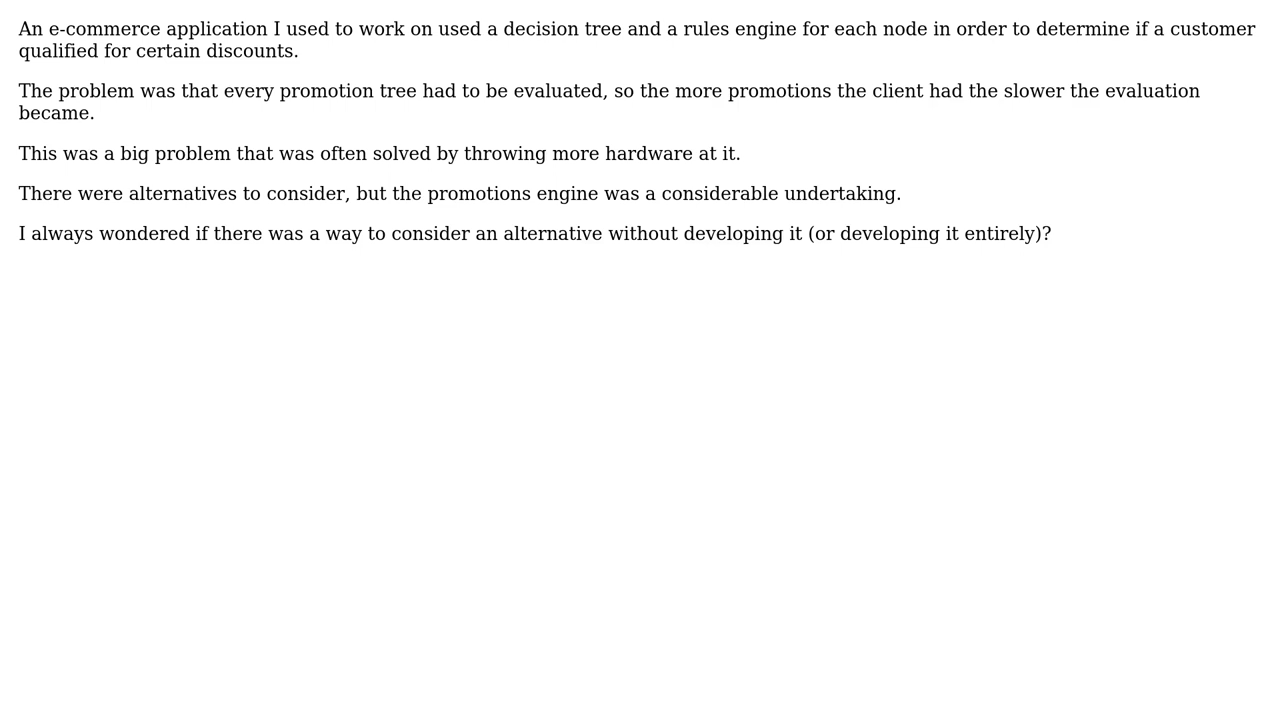 An e-commerce application I used to work on used a decision tree and a rules engine for each node in order to determine if a customer
qualified for certain discounts.
The problem was that every promotion tree had to be evaluated, so the more promotions the client had the slower the evaluation
became.
This was a big problem that was often solved by throwing more hardware at it.
There were alternatives to consider, but the promotions engine was a considerable undertaking.
I always wondered if there was a way to consider an alternative without developing it (or developing it entirely)?